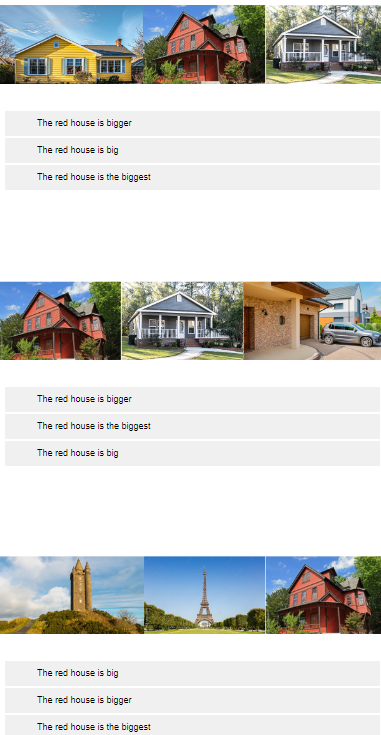 The red house is bigger
The red house is big
The red house is the biggest
The red house is bigger
The red house is the biggest
The red house is big
The red house is big
The red house is bigger
The red house is the biggest